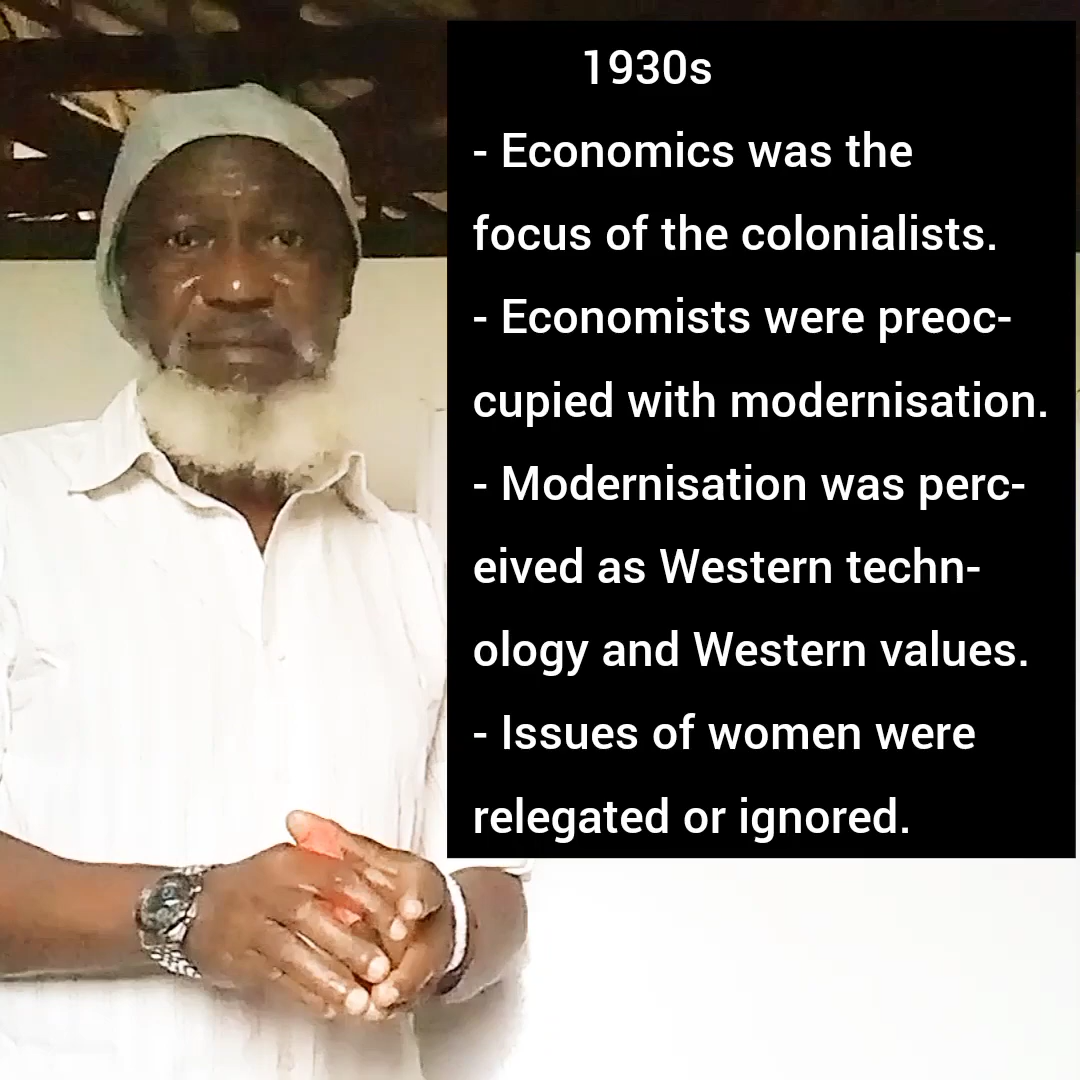 1930s
- Economics was the
focus of the colonialists.
- Economists were preoc-
cupied with modernisation.
- Modernisation was perc-
eived as Western techn-
ology and Western values.
- Issues of women were
relegated or ignored.